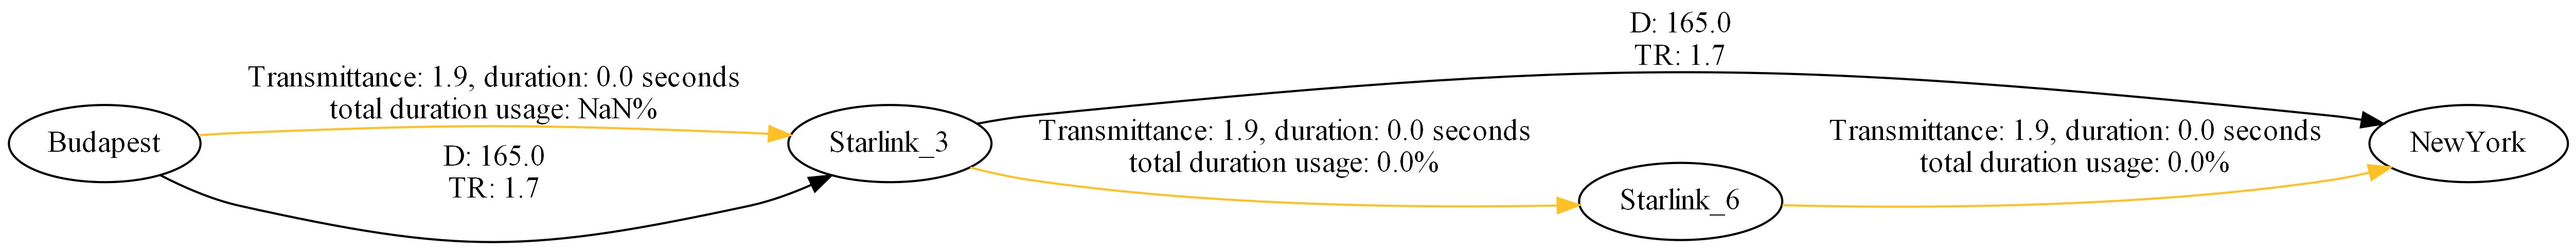 D: 165.0
TR: 1.7
Transmittance: 1.9, duration: 0.0 seconds
total duration usage: NaN%
Budapest
D: 165.0
TR: 1.7
Starlink_3
Transmittance: 1.9, duration: 0.0 seconds
total duration usage: 0.0%
Starlink_6
Transmittance: 1.9, duration: 0.0 seconds
total duration usage: 0.0%
NewYork